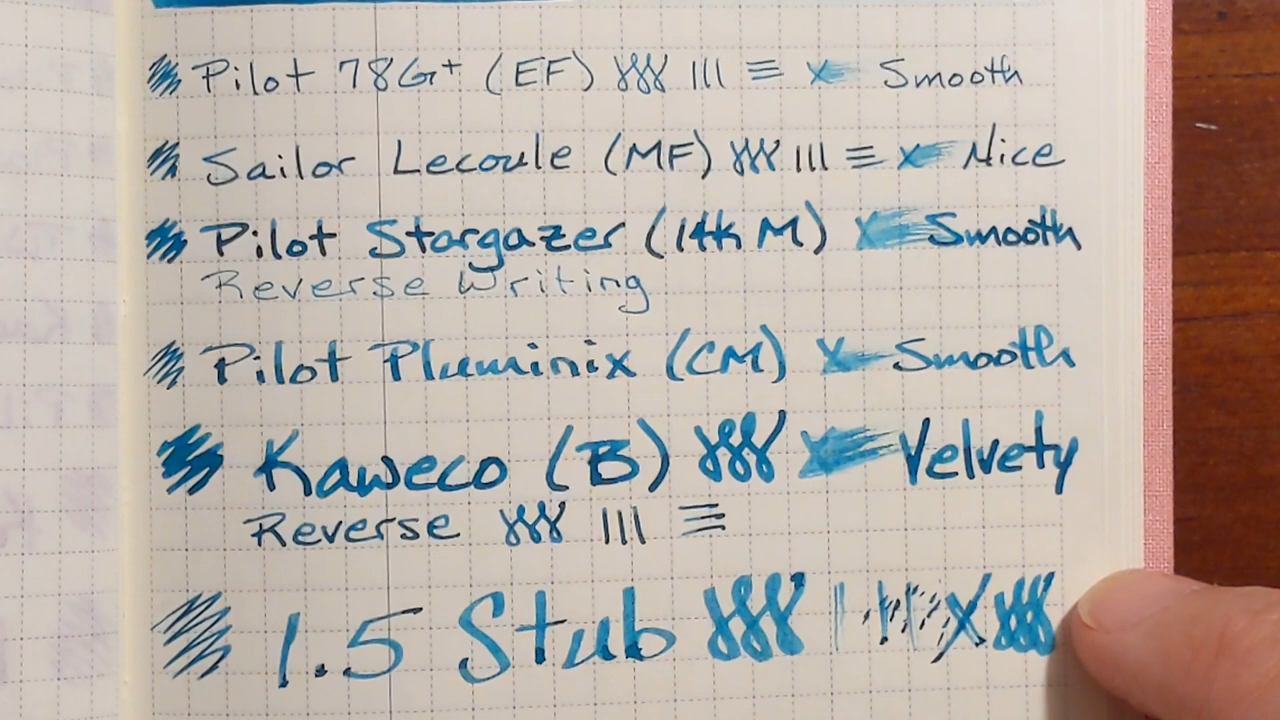 Pilot 78G+ (EF) Smooth
Sailor Lecoule (MF) Nice
Pilot Stargazer (14k M) Smooth
Reverse Writing
Pilot Pluminix (CM) Smooth
Kaweco (B) Velvety
Reverse
1.5 Stub